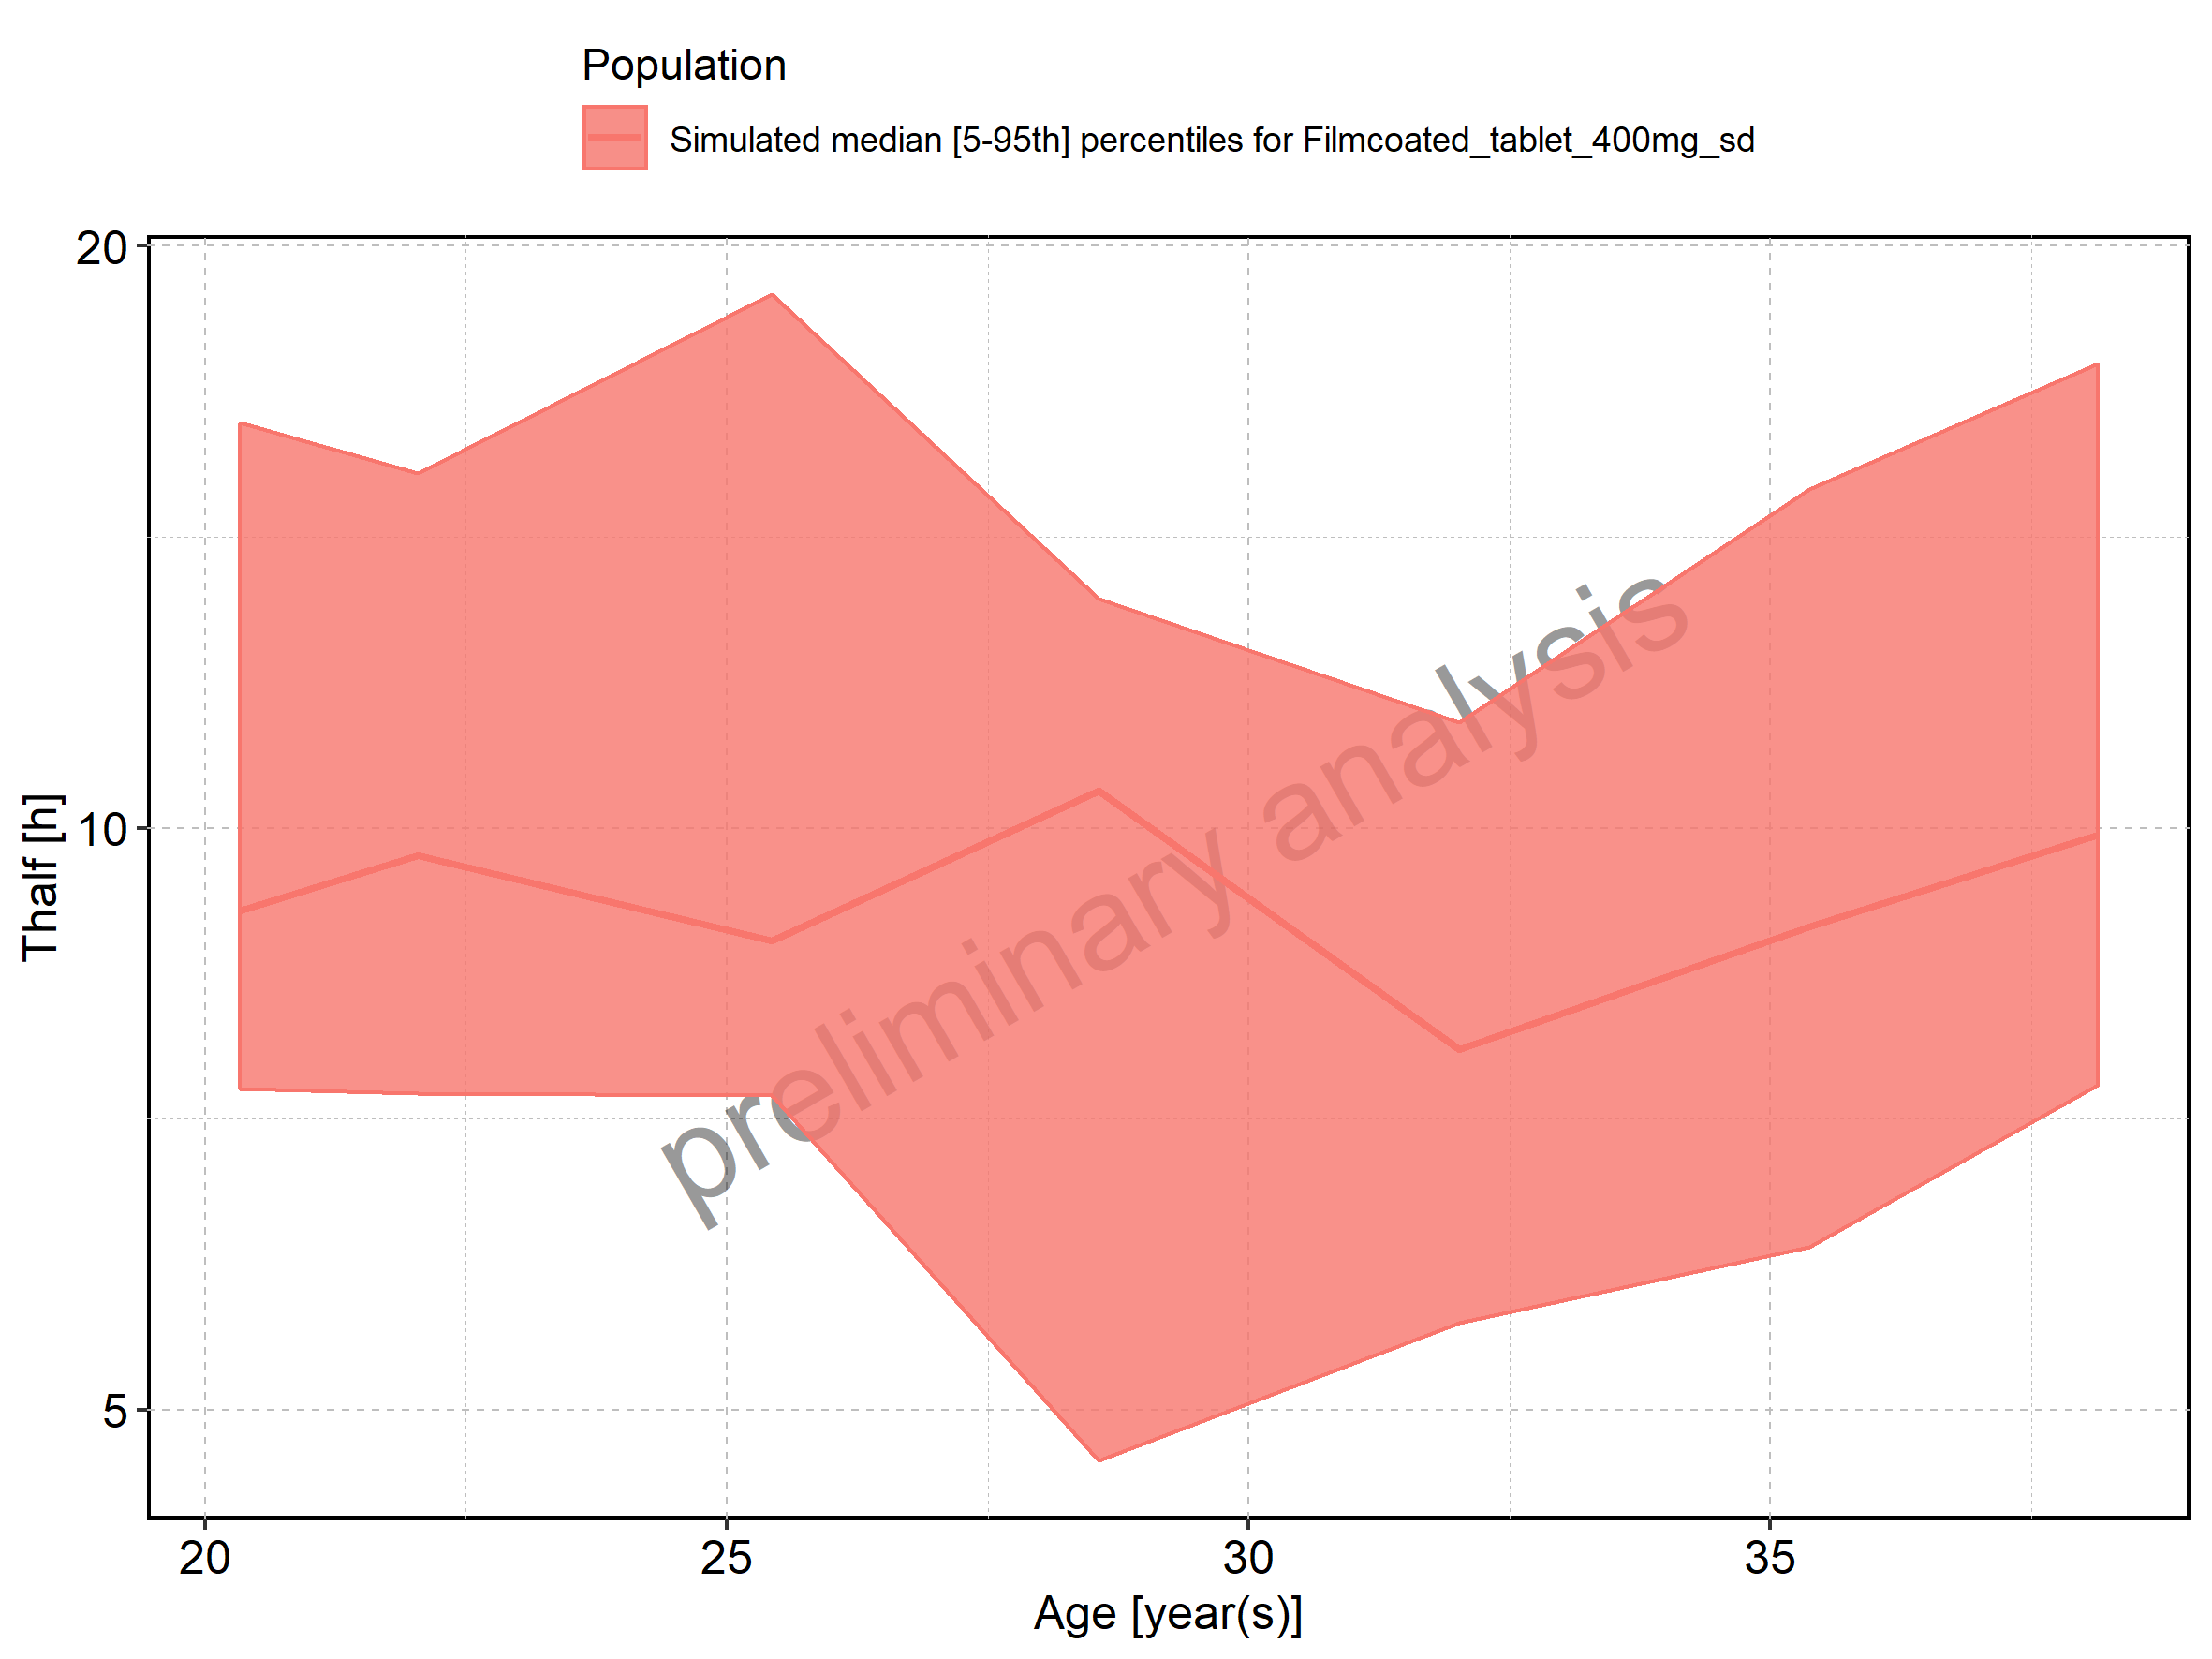 Population
Simulated median [5-95th] percentiles for Filmcoated_tablet_400mg_sd
20
10
5
Thalf [h]
preliminary analysis
20 25 30 35
Age [year(s)]